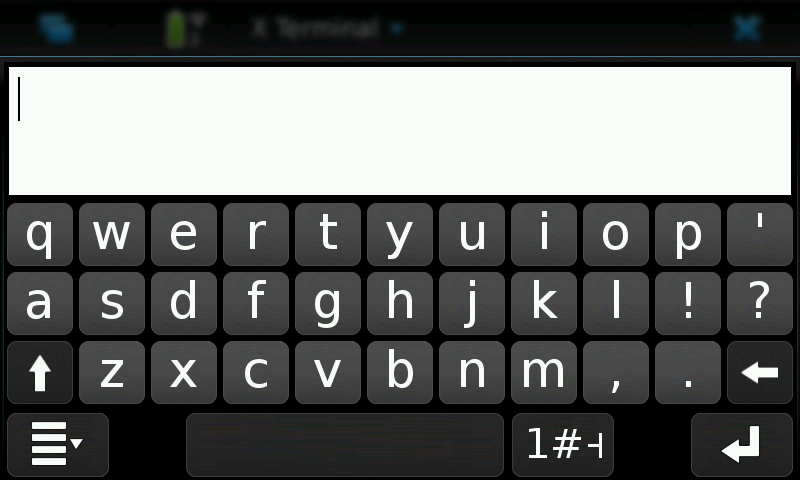 X Terminal
q w e r t y u i o p '
a s d f g h j k l ! ?
z x c v b n m , .
1#